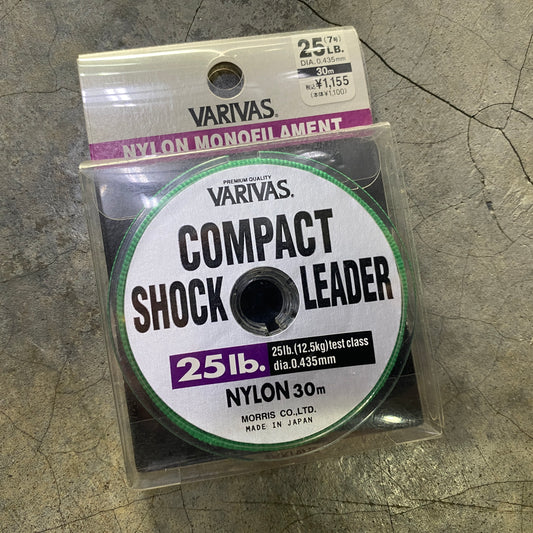 25LB. (7号)
DIA. 0.435mm
30m
税込¥1,155
(本体¥1,100)
VARIVAS®
NYLON MONOFILAMENT
PREMIUM QUALITY
VARIVAS®
COMPACT
SHOCK LEADER
25lb.
25lb.(12.5kg)test class
dia.0.435mm
NYLON 30m
MORRIS CO.,LTD.
MADE IN JAPAN